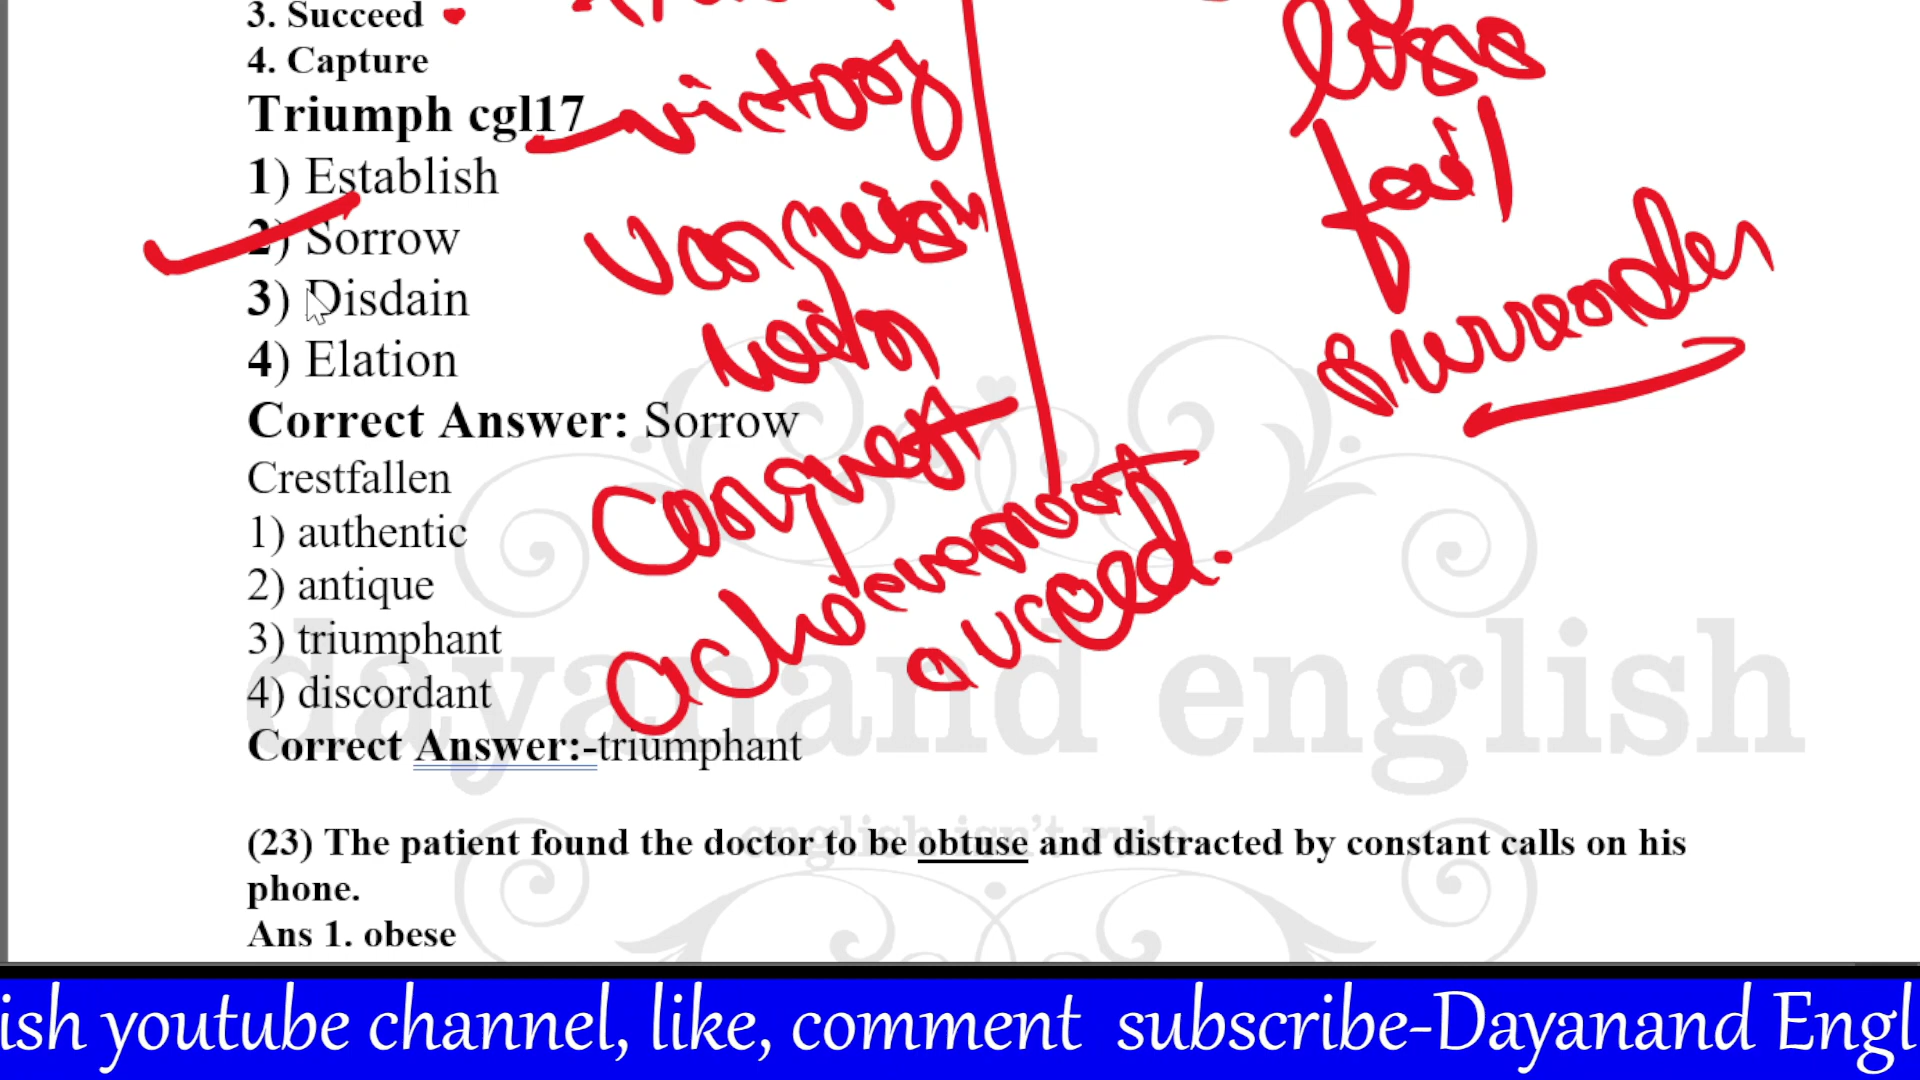 3. Succeed
4. Capture
Triumph cgl17
victory
loss
1) Establish
fail
2) Sorrow
vanquish
3) Disdain
surrender
win
4) Elation
Correct Answer: Sorrow
conquest
Crestfallen
1) authentic
achievement
2) antique
succeed.
3) triumphant
4) discordant
dayanand english
Correct Answer:-triumphant
(23) The patient found the doctor to be obtuse and distracted by constant calls on his
phone.
Ans 1. obese
ish youtube channel, like, comment subscribe-Dayanand Engl